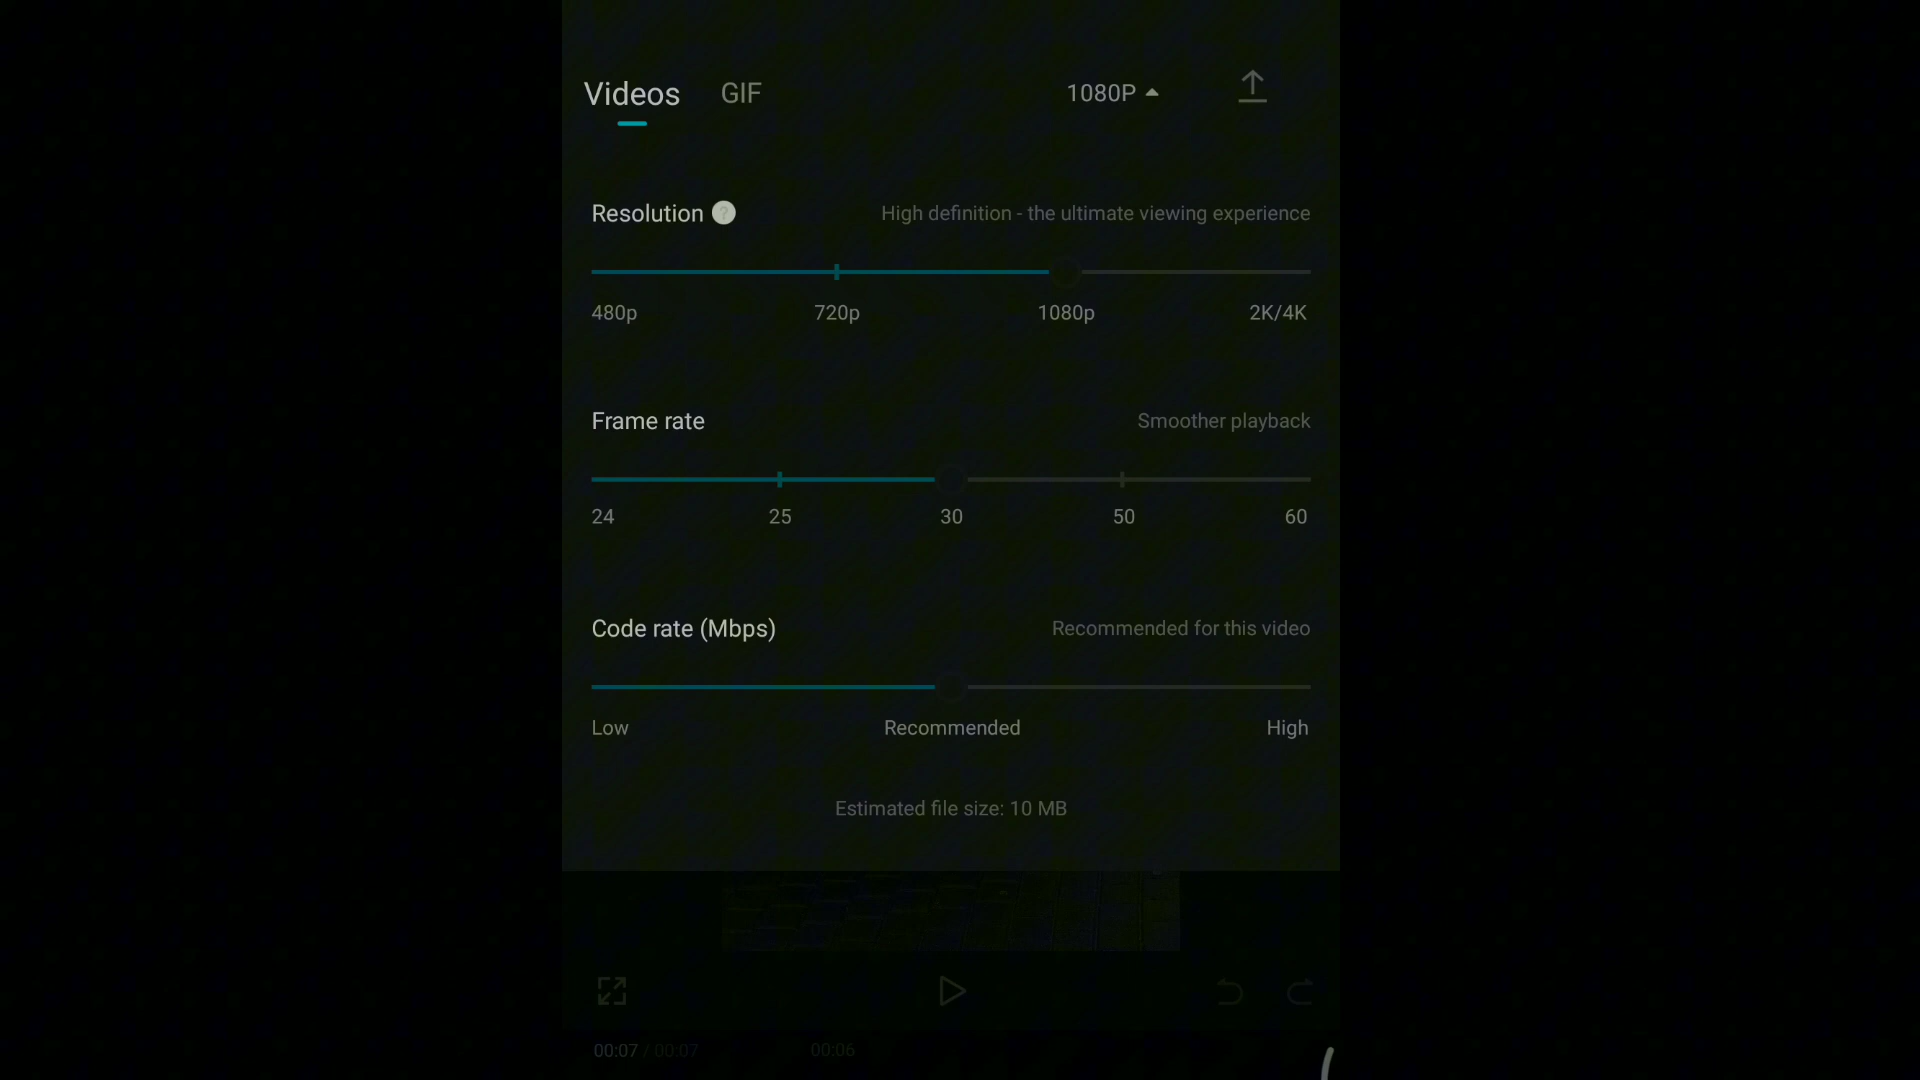 Videos GIF 1080P
Resolution ? High definition - the ultimate viewing experience
480p 720p 1080p 2K/4K
Frame rate Smoother playback
24 25 30 50 60
Code rate (Mbps) Recommended for this video
Low Recommended High
Estimated file size: 10 MB
00:07 / 00:07 00:06